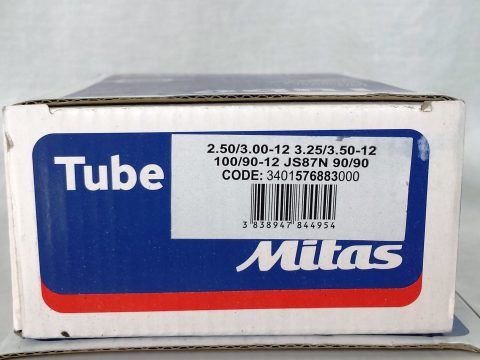 2.50/3.00-12 3.25/3.50-12
100/90-12 JS87N 90/90
Tube
CODE: 3401576883000
3 838947 844954
Mitas